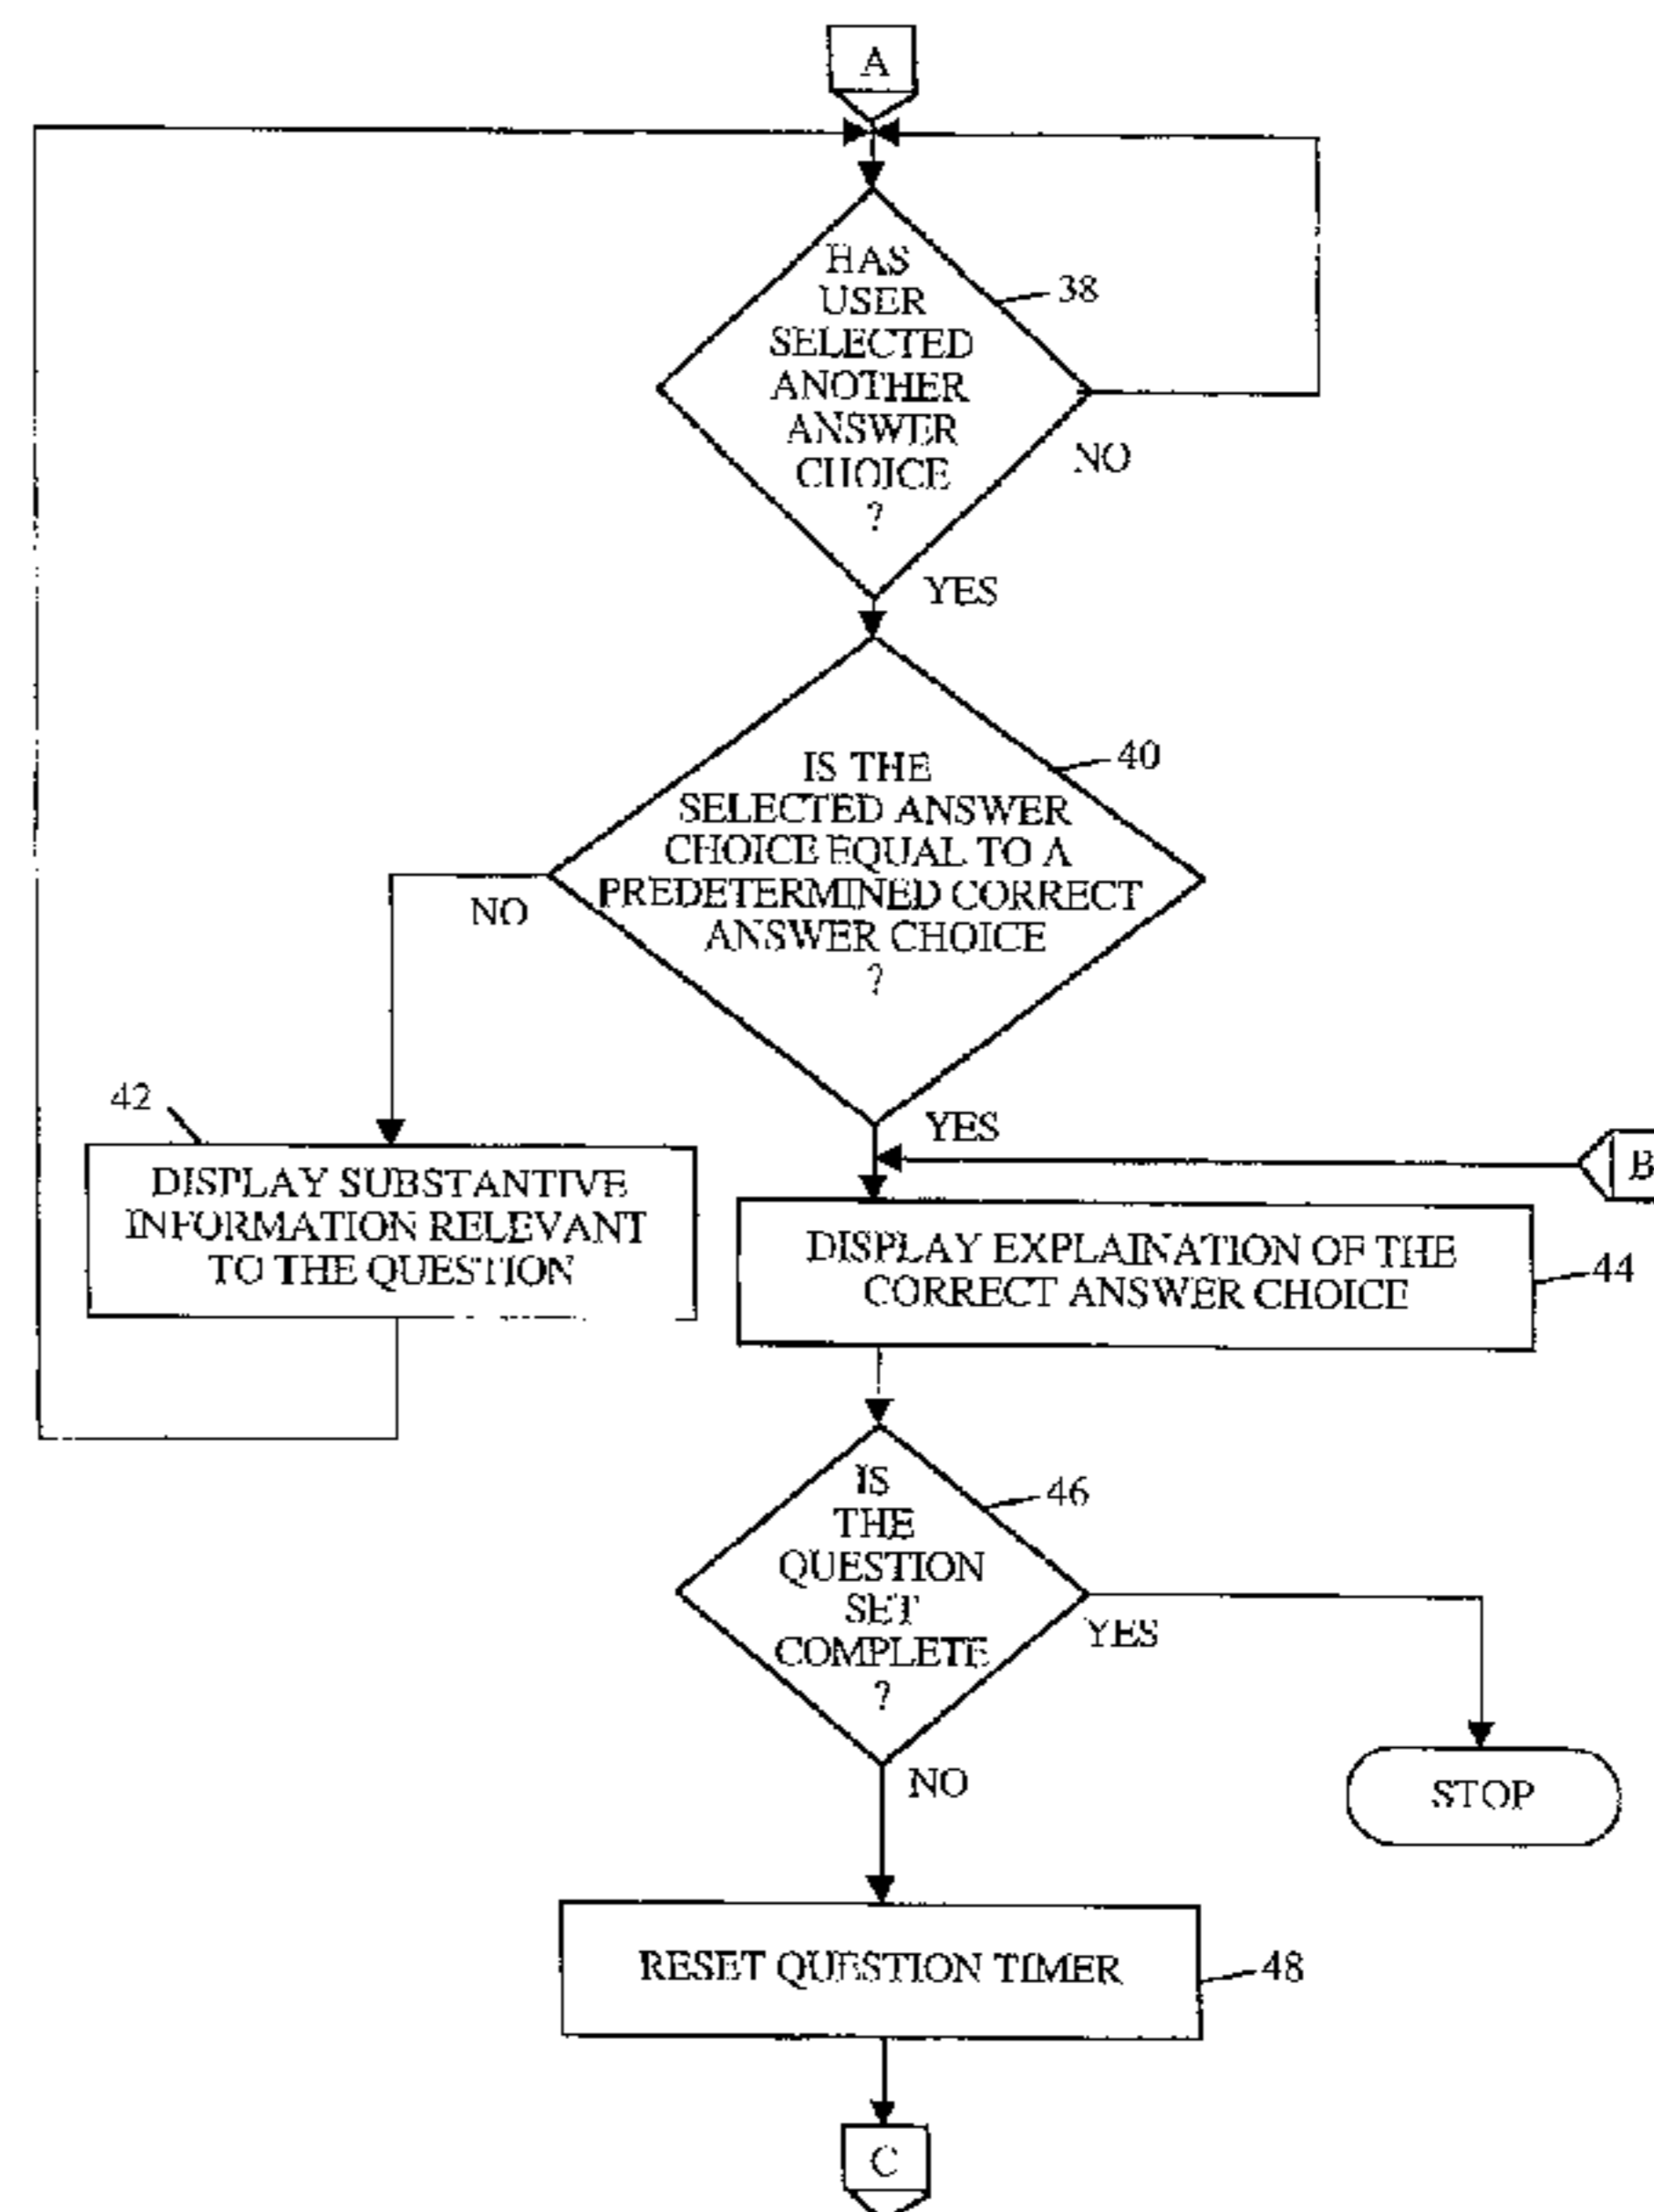 A
HAS
USER
SELECTED
ANOTHER
ANSWER
CHOICE
?
38
NO
YES
IS THE
SELECTED ANSWER
CHOICE EQUAL TO A
PREDETERMINED CORRECT
ANSWER CHOICE
?
40
NO
YES
42
DISPLAY SUBSTANTIVE
INFORMATION RELEVANT
TO THE QUESTION
B
DISPLAY EXPLAINATION OF THE
CORRECT ANSWER CHOICE
44
IS
THE
QUESTION
SET
COMPLETE
?
46
YES
NO
STOP
RESET QUESTION TIMER
48
C